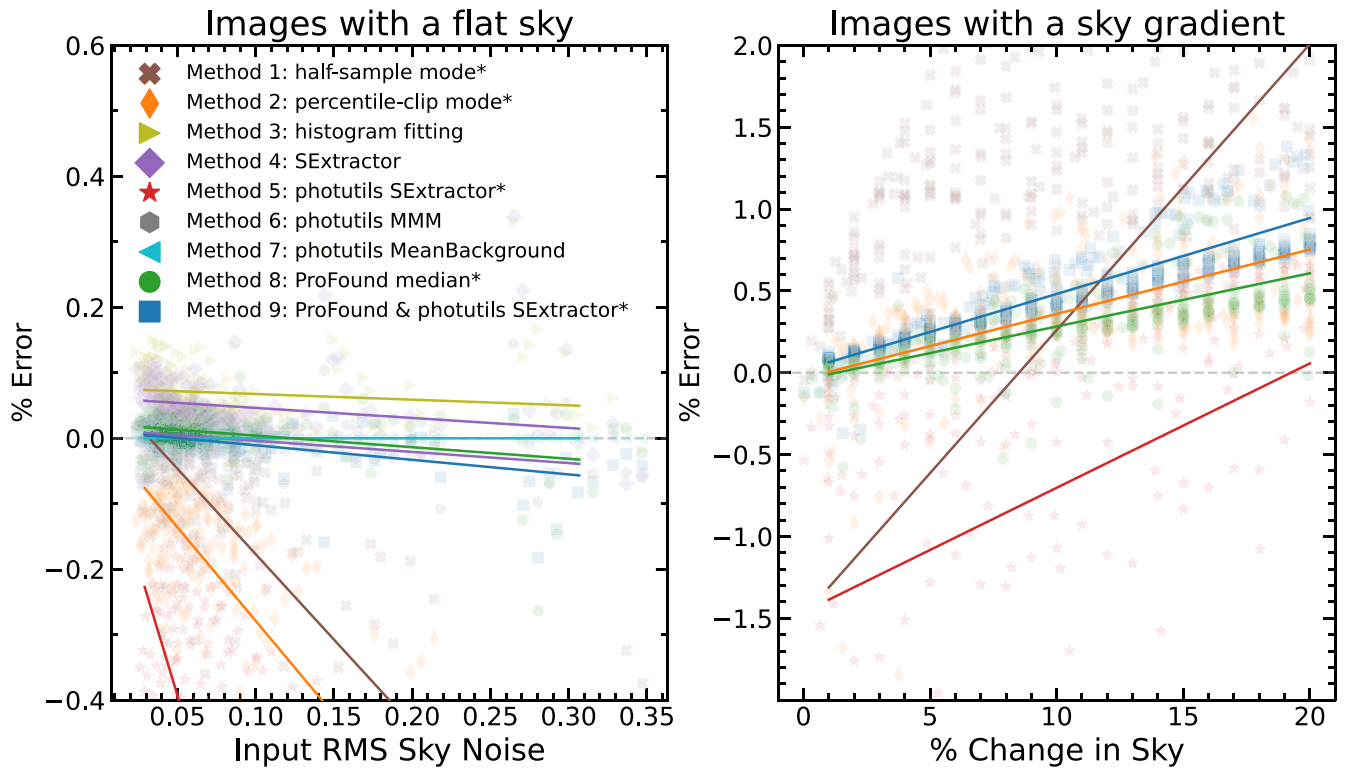 Images with a flat sky
0.6
0.4
0.2
0.0
−0.2
−0.4
% Error
Method 1: half-sample mode*
Method 2: percentile-clip mode*
Method 3: histogram fitting
Method 4: SExtractor
Method 5: photutils SExtractor*
Method 6: photutils MMM
Method 7: photutils MeanBackground
Method 8: ProFound median*
Method 9: ProFound & photutils SExtractor*
0.05 0.10 0.15 0.20 0.25 0.30 0.35
Input RMS Sky Noise
Images with a sky gradient
2.0
1.5
1.0
0.5
0.0
−0.5
−1.0
−1.5
% Error
0 5 10 15 20
% Change in Sky